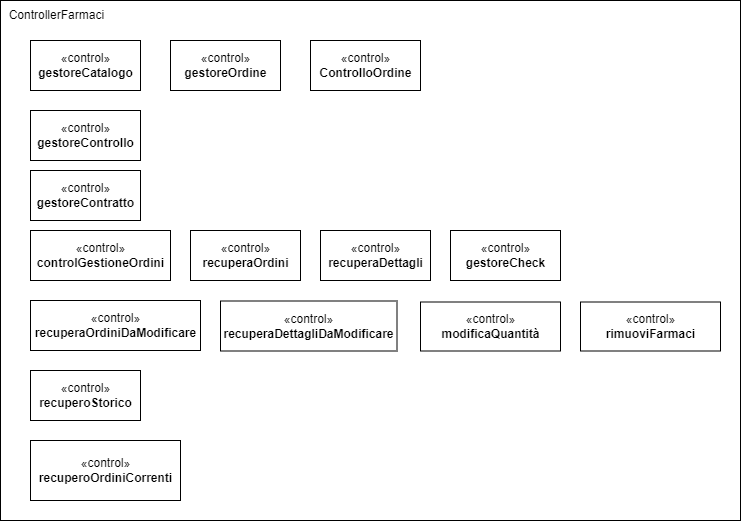 ControllerFarmaci
«control»
gestoreCatalogo
«control»
gestoreOrdine
«control»
ControlloOrdine
«control»
gestoreControllo
«control»
gestoreContratto
«control»
controlGestioneOrdini
«control»
recuperaOrdini
«control»
recuperaDettagli
«control»
gestoreCheck
«control»
recuperaOrdiniDaModificare
«control»
recuperaDettagliDaModificare
«control»
modificaQuantità
«control»
rimuoviFarmaci
«control»
recuperoStorico
«control»
recuperoOrdiniCorrenti